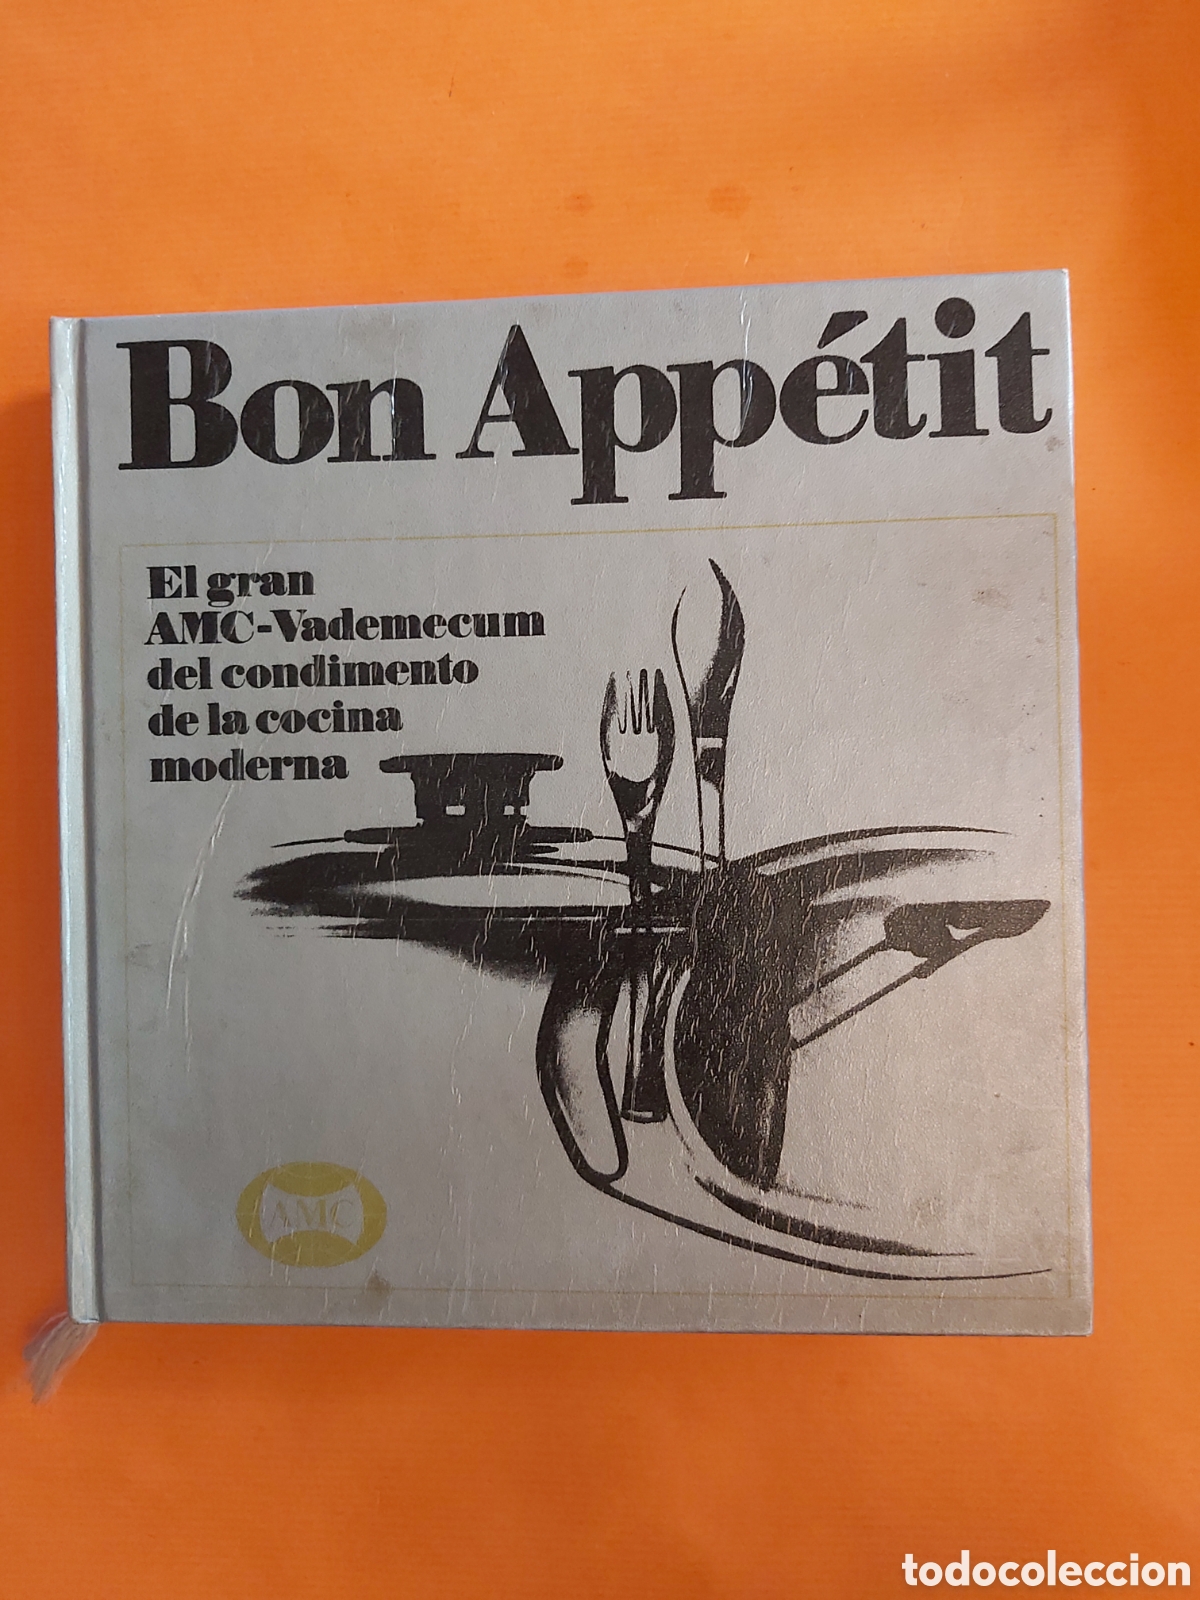 Bon Appétit
El gran
AMC-Vademecum
del condimento
de la cocina
moderna
AMC
todocoleccion